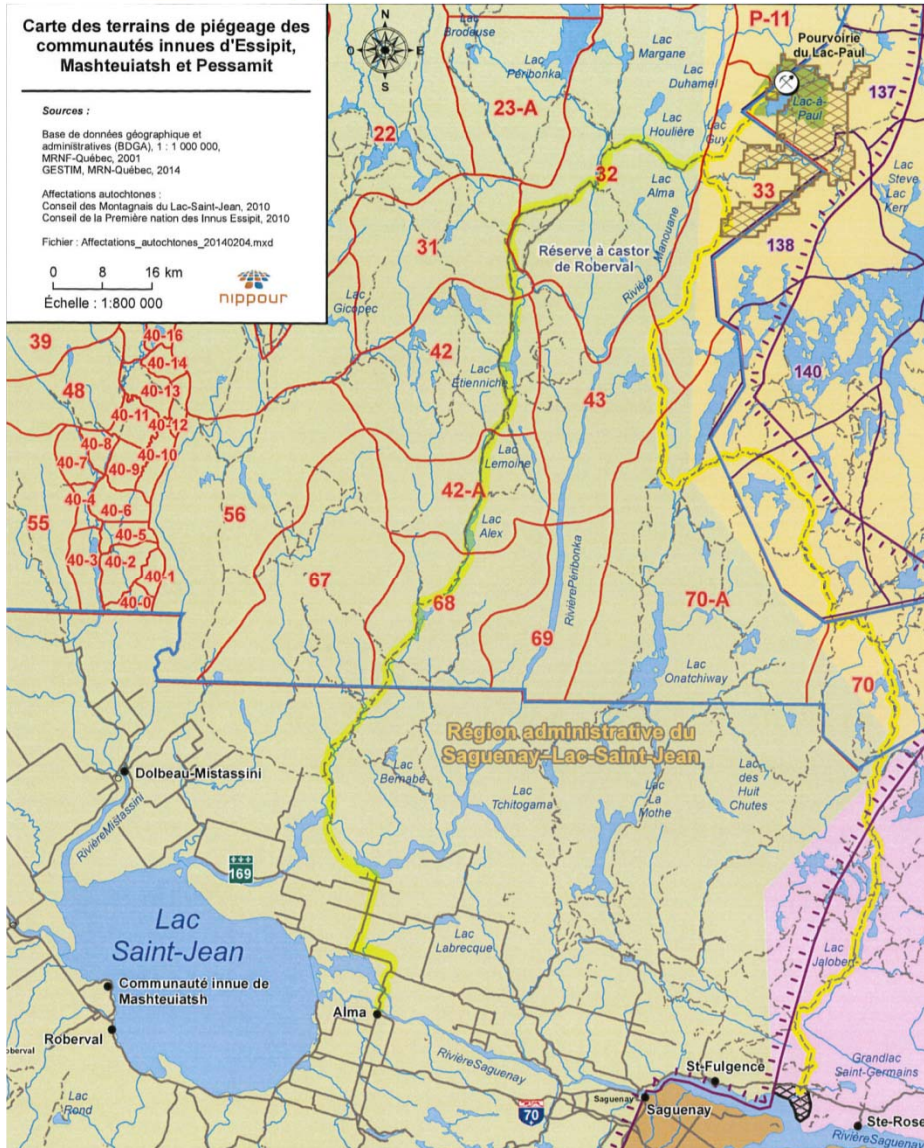 Carte des terrains de piégeage des
communautés innues d'Essipit,
Mashteuiatsh et Pessamit
Sources :
Base de données géographique et
administratives (BDGA), 1 : 1 000 000,
MRNF-Québec, 2001
GESTIM, MRN-Québec, 2014
Affectations autochtones :
Conseil des Montagnais du Lac-Saint-Jean, 2010
Conseil de la Première nation des Innus Essipit, 2010
Fichier : Affectations_autochtones_20140204.mxd
0 8 16 km
Échelle : 1:800 000
nippour
N
O
E
S
Lac
Brodeuse
Lac
Péribonka
Lac
Margane
Lac
Duhamel
P-11
Pourvoirie
du Lac-Paul
Lac-à-
Paul
137
23-A
22
Lac
Houlière
Lac
Guy
32
Lac
Alma
33
Lac
Steve
Lac
Kerr
31
Réserve à castor
de Roberval
Rivière Manouane
138
Lac
Gicopec
39
40-16
40-14
42
Lac
Étienniche
48
40-13
40-11
40-12
43
140
40-8
40-7
40-10
40-9
Lac
Lemoine
40-4
40-6
56
42-A
55
40-5
Lac
Alex
40-3
40-2
40-1
40-0
67
68
Rivière Péribonka
70-A
69
Lac
Onatchiway
70
Région administrative du
Saguenay–Lac-Saint-Jean
Dolbeau-Mistassini
Lac
Bernabé
Lac
Tchitogama
Lac
La
Mothe
Lac
des
Huit
Chutes
Rivière Mistassini
169
Lac
Saint-Jean
Lac
Labrecque
Lac
Jalobert
Communauté innue de
Mashteuiatsh
Alma
Roberval
oberval
Rivière Saguenay
St-Fulgence
Grand lac
Saint-Germains
Lac
Rond
70
Saguenay
Saguenay
Ste-Ros
Rivière Saguenay